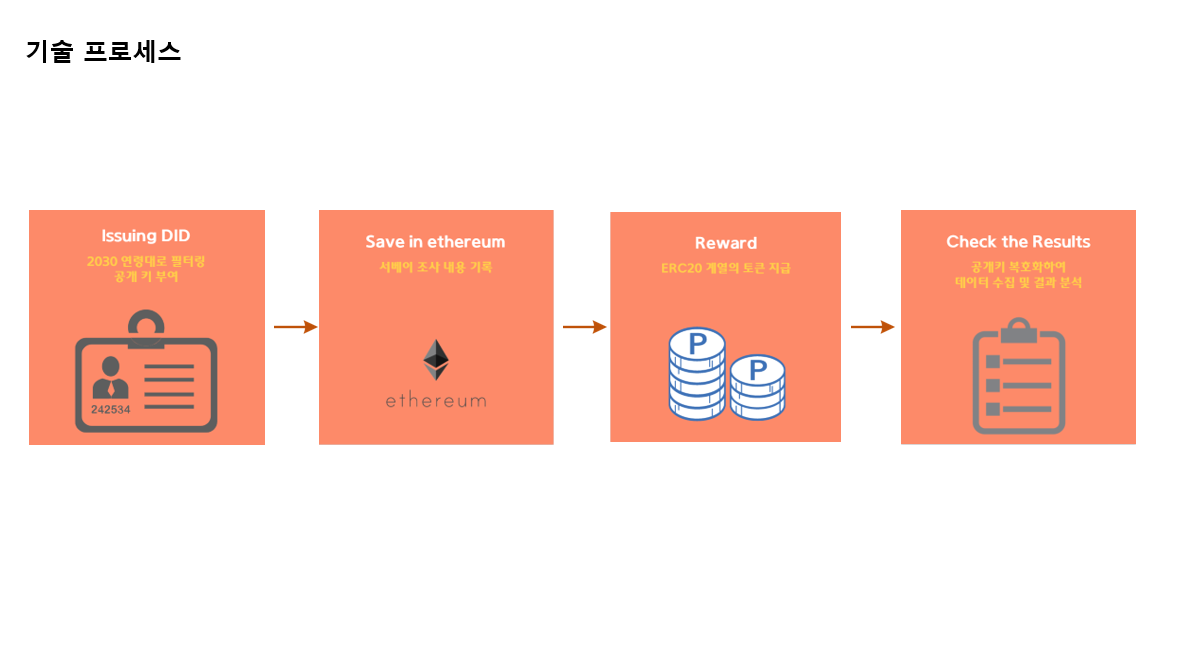 기술 프로세스
Issuing DID
2030 연령대로 필터링
공개 키 부여
242534
Save in ethereum
서베이 조사 내용 기록
ethereum
Reward
ERC20 계열의 토큰 지급
P
P
Check the Results
공개키 복호화하여
데이터 수집 및 결과 분석